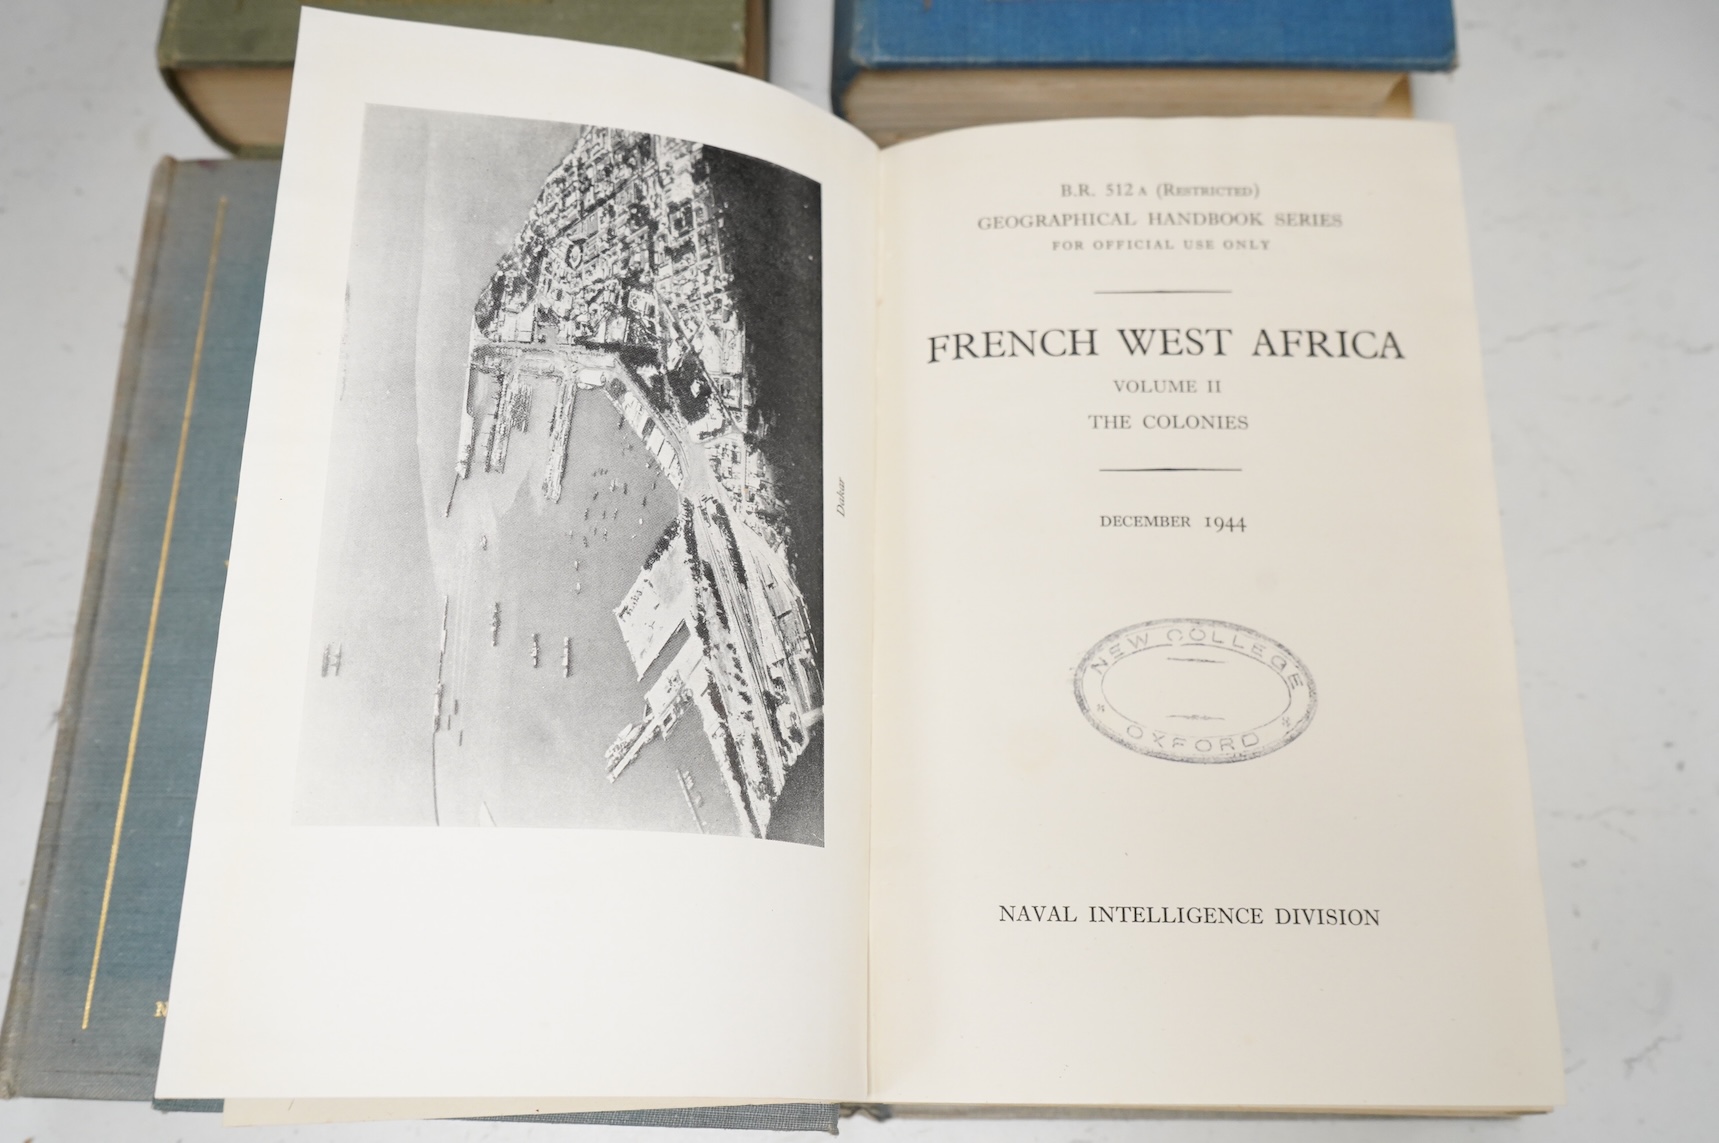 Dakar
B.R. 512 A (RESTRICTED)
GEOGRAPHICAL HANDBOOK SERIES
FOR OFFICIAL USE ONLY
FRENCH WEST AFRICA
VOLUME II
THE COLONIES
DECEMBER 1944
NEW COLLEGE
OXFORD
NAVAL INTELLIGENCE DIVISION
N